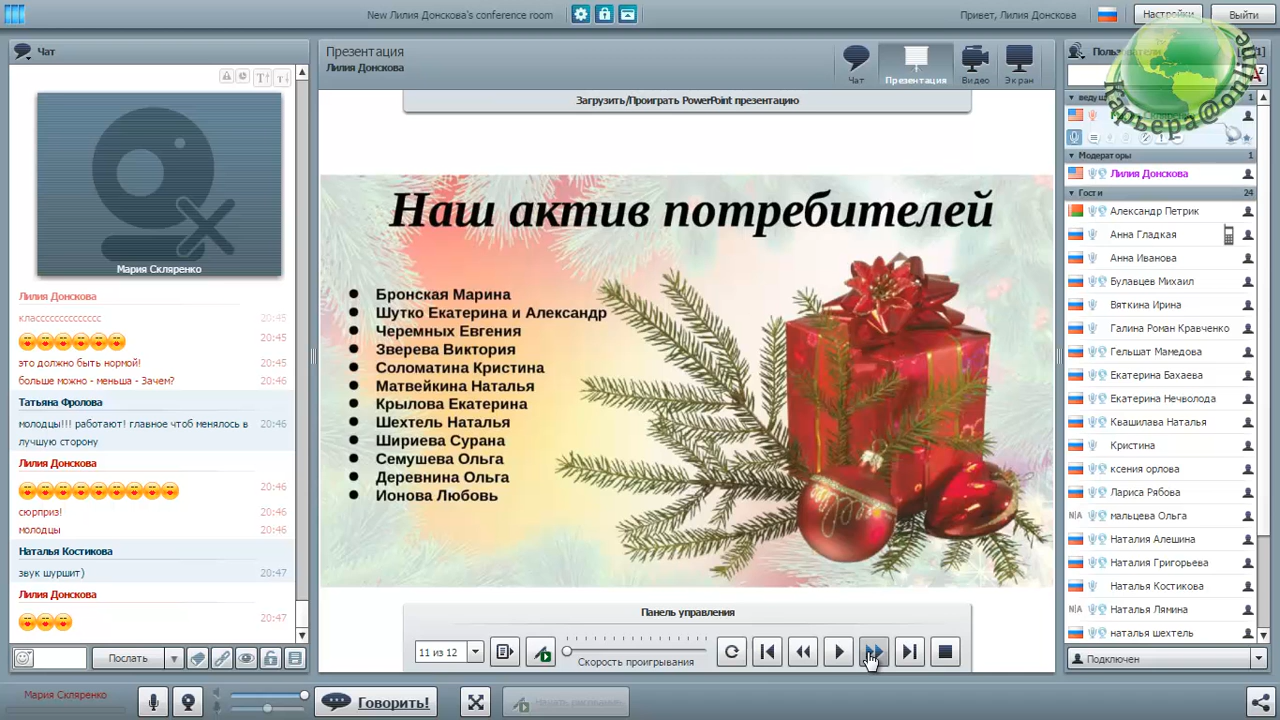 New Лилия Донскова's conference room
Привет, Лилия Донскова
Настройки
Выйти
Чат
Мария Скляренко
Лилия Донскова
классссссссссссс 20:45
20:45
это должно быть нормой! 20:45
больше можно - меньша - Зачем? 20:46
Татьяна Фролова
молодцы!!! работают! главное чтоб менялось в 20:46
лучшую сторону
Лилия Донскова
20:46
сюрприз! 20:46
молодцы 20:46
Наталья Костикова
звук шуршит) 20:47
Лилия Донскова
20:47
Послать
Презентация
Лилия Донскова
Чат
Презентация
Видео
Экран
Загрузить/Проиграть PowerPoint презентацию
Наш актив потребителей
Бронская Марина
Шутко Екатерина и Александр
Черемных Евгения
Зверева Виктория
Соломатина Кристина
Матвейкина Наталья
Крылова Екатерина
Шехтель Наталья
Шириева Сурана
Семушева Ольга
Деревнина Ольга
Ионова Любовь
Панель управления
11 из 12
Скорость проигрывания
карьера@online
Модераторы 1
Лилия Донскова
Гости 24
Александр Петрик
Анна Гладкая
Анна Иванова
Булавцев Михаил
Вяткина Ирина
Галина Роман Кравченко
Гельшат Мамедова
Екатерина Бахаева
Екатерина Нечволода
Квашилава Наталья
Кристина
ксения орлова
Лариса Рябова
N/A мальцева Ольга
Наталия Алешина
Наталия Григорьева
Наталья Костикова
N/A Наталья Лямина
наталья шехтель
Подключен
Мария Скляренко
Говорить!